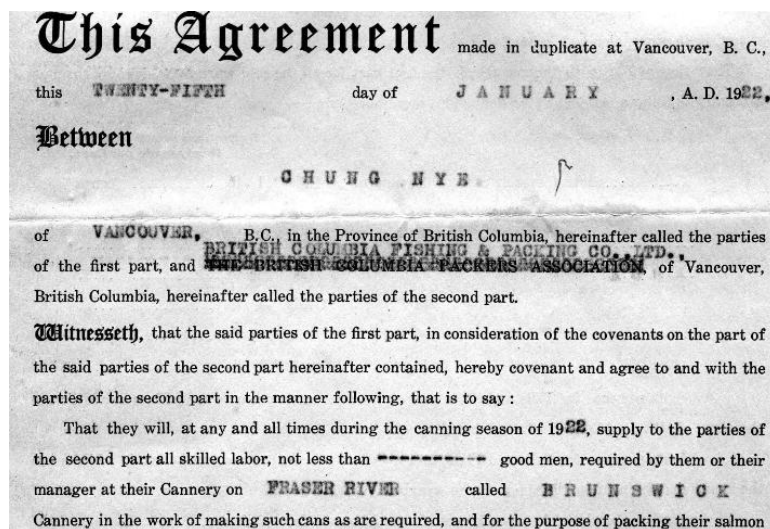 This Agreement made in duplicate at Vancouver, B. C.,
this TWENTY-FIFTH day of JANUARY , A. D. 1922,
Between
CHUNG NYE
of VANCOUVER, B.C., in the Province of British Columbia, hereinafter called the parties
BRITISH COLUMBIA FISHING & PACKING CO., LTD.,
of the first part, and THE BRITISH COLUMBIA PACKERS ASSOCIATION, of Vancouver,
British Columbia, hereinafter called the parties of the second part.
Witnesseth, that the said parties of the first part, in consideration of the covenants on the part of
the said parties of the second part hereinafter contained, hereby covenant and agree to and with the
parties of the second part in the manner following, that is to say :
That they will, at any and all times during the canning season of 1922, supply to the parties of
the second part all skilled labor, not less than ---------- good men, required by them or their
manager at their Cannery on FRASER RIVER called BRUNSWICK
Cannery in the work of making such cans as are required, and for the purpose of packing their salmon